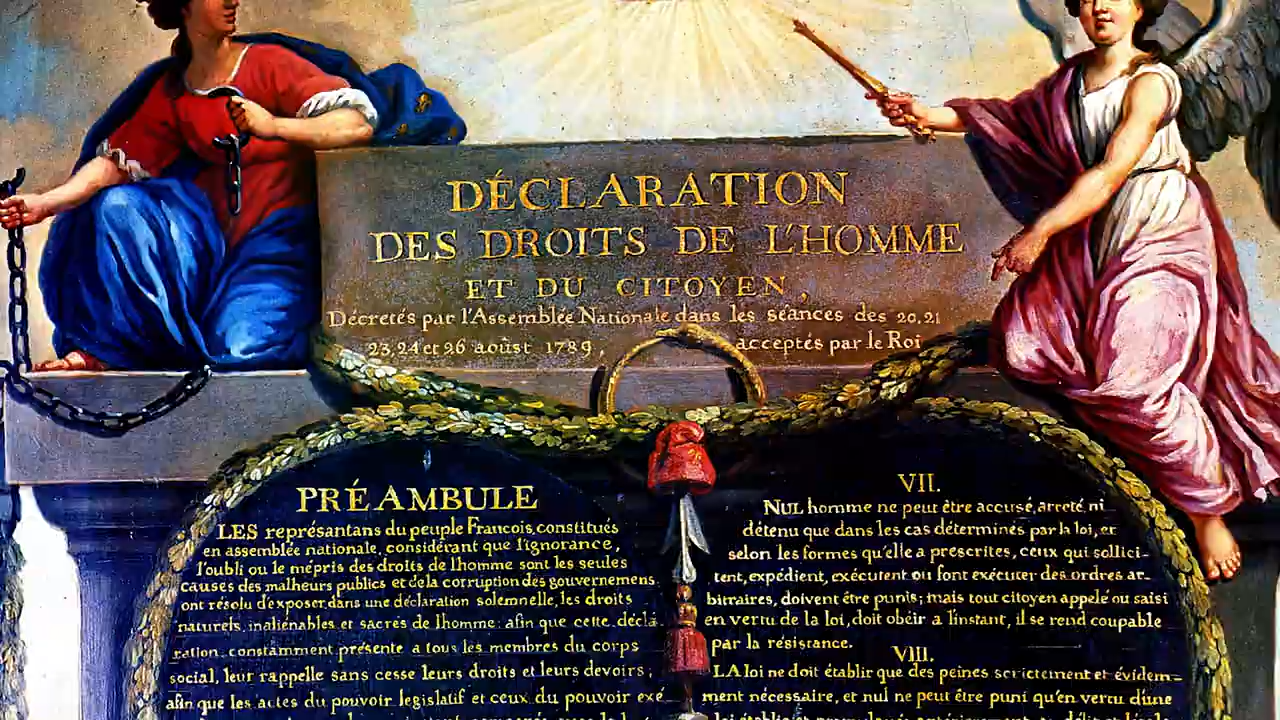 DÉCLARATION
DES DROITS DE L'HOMME
ET DU CITOYEN,
Décretés par l'Assemblée Nationale dans les séances des 20, 21
23, 24 et 26 aoûst 1789, acceptés par le Roi
PRÉAMBULE
LES représentans du peuple Francois, constitués
en assemblée nationale, considérant que l'ignorance,
l'oubli ou le mépris des droits de lhomme sont les seules
causes des malheurs publics et de la corruption des gouvernemens
ont résolu d'exposer, dans une déclaration solemnelle, les droits
naturels, inaliénables et sacrés de lhomme: afin que cette décla-
ration, constamment présente a tous les membres du corps
social, leur rappelle sans cesse leurs droits et leurs devoirs;
afin que les actes du pouvoir legislatif et ceux du pouvoir exé-
VII.
NUL homme ne peut être accusé, arreté ni
détenu que dans les cas déterminés par la loi, et
selon les formes qu'elle a prescrites, ceux qui sollici-
tent, expédient, exécutent ou font exécuter des ordres ar-
bitraires, doivent être punis; mais tout citoyen appelé ou saisi
en vertu de la loi, doit obéir a linstant, il se rend coupable
par la résistance.
VIII.
LA loi ne doit établir que des peines strictement et évidem-
ment nécessaire, et nul ne peut être puni qu'en vertu d'une